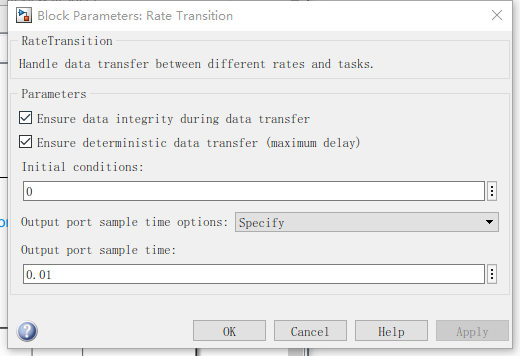 Block Parameters: Rate Transition
RateTransition
Handle data transfer between different rates and tasks.
Parameters
Ensure data integrity during data transfer
Ensure deterministic data transfer (maximum delay)
Initial conditions:
0
Output port sample time options: Specify
Output port sample time:
0.01
OK Cancel Help Apply